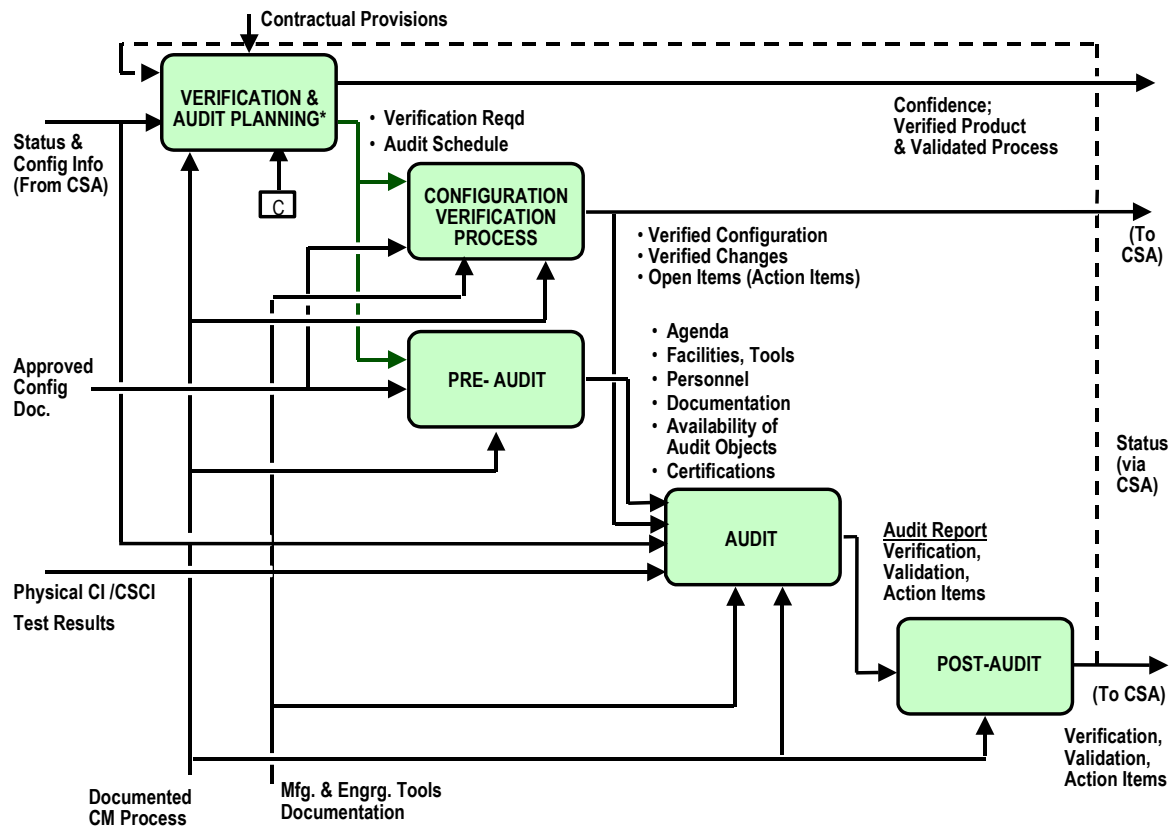 Contractual Provisions
VERIFICATION &
AUDIT PLANNING*
Confidence;
Verified Product
& Validated Process
• Verification Reqd
• Audit Schedule
Status &
Config Info
(From CSA)
C
CONFIGURATION
VERIFICATION
PROCESS
(To
CSA)
• Verified Configuration
• Verified Changes
• Open Items (Action Items)
Approved
Config
Doc.
PRE- AUDIT
• Agenda
• Facilities, Tools
• Personnel
• Documentation
• Availability of
Audit Objects
• Certifications
Status
(via
CSA)
AUDIT
Audit Report
Verification,
Validation,
Action Items
Physical CI /CSCI
Test Results
POST-AUDIT
(To CSA)
Verification,
Validation,
Action Items
Documented
CM Process
Mfg. & Engrg. Tools
Documentation